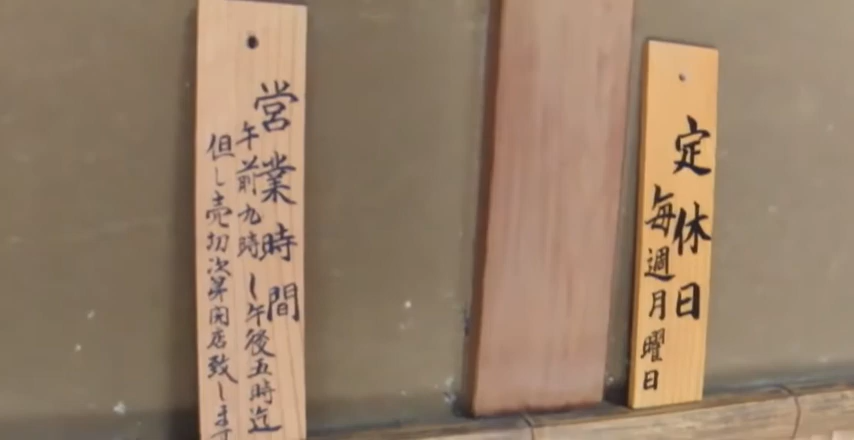 営業時間
午前九時〜午後五時迄
但し売切次第閉店致します
定休日
毎週月曜日